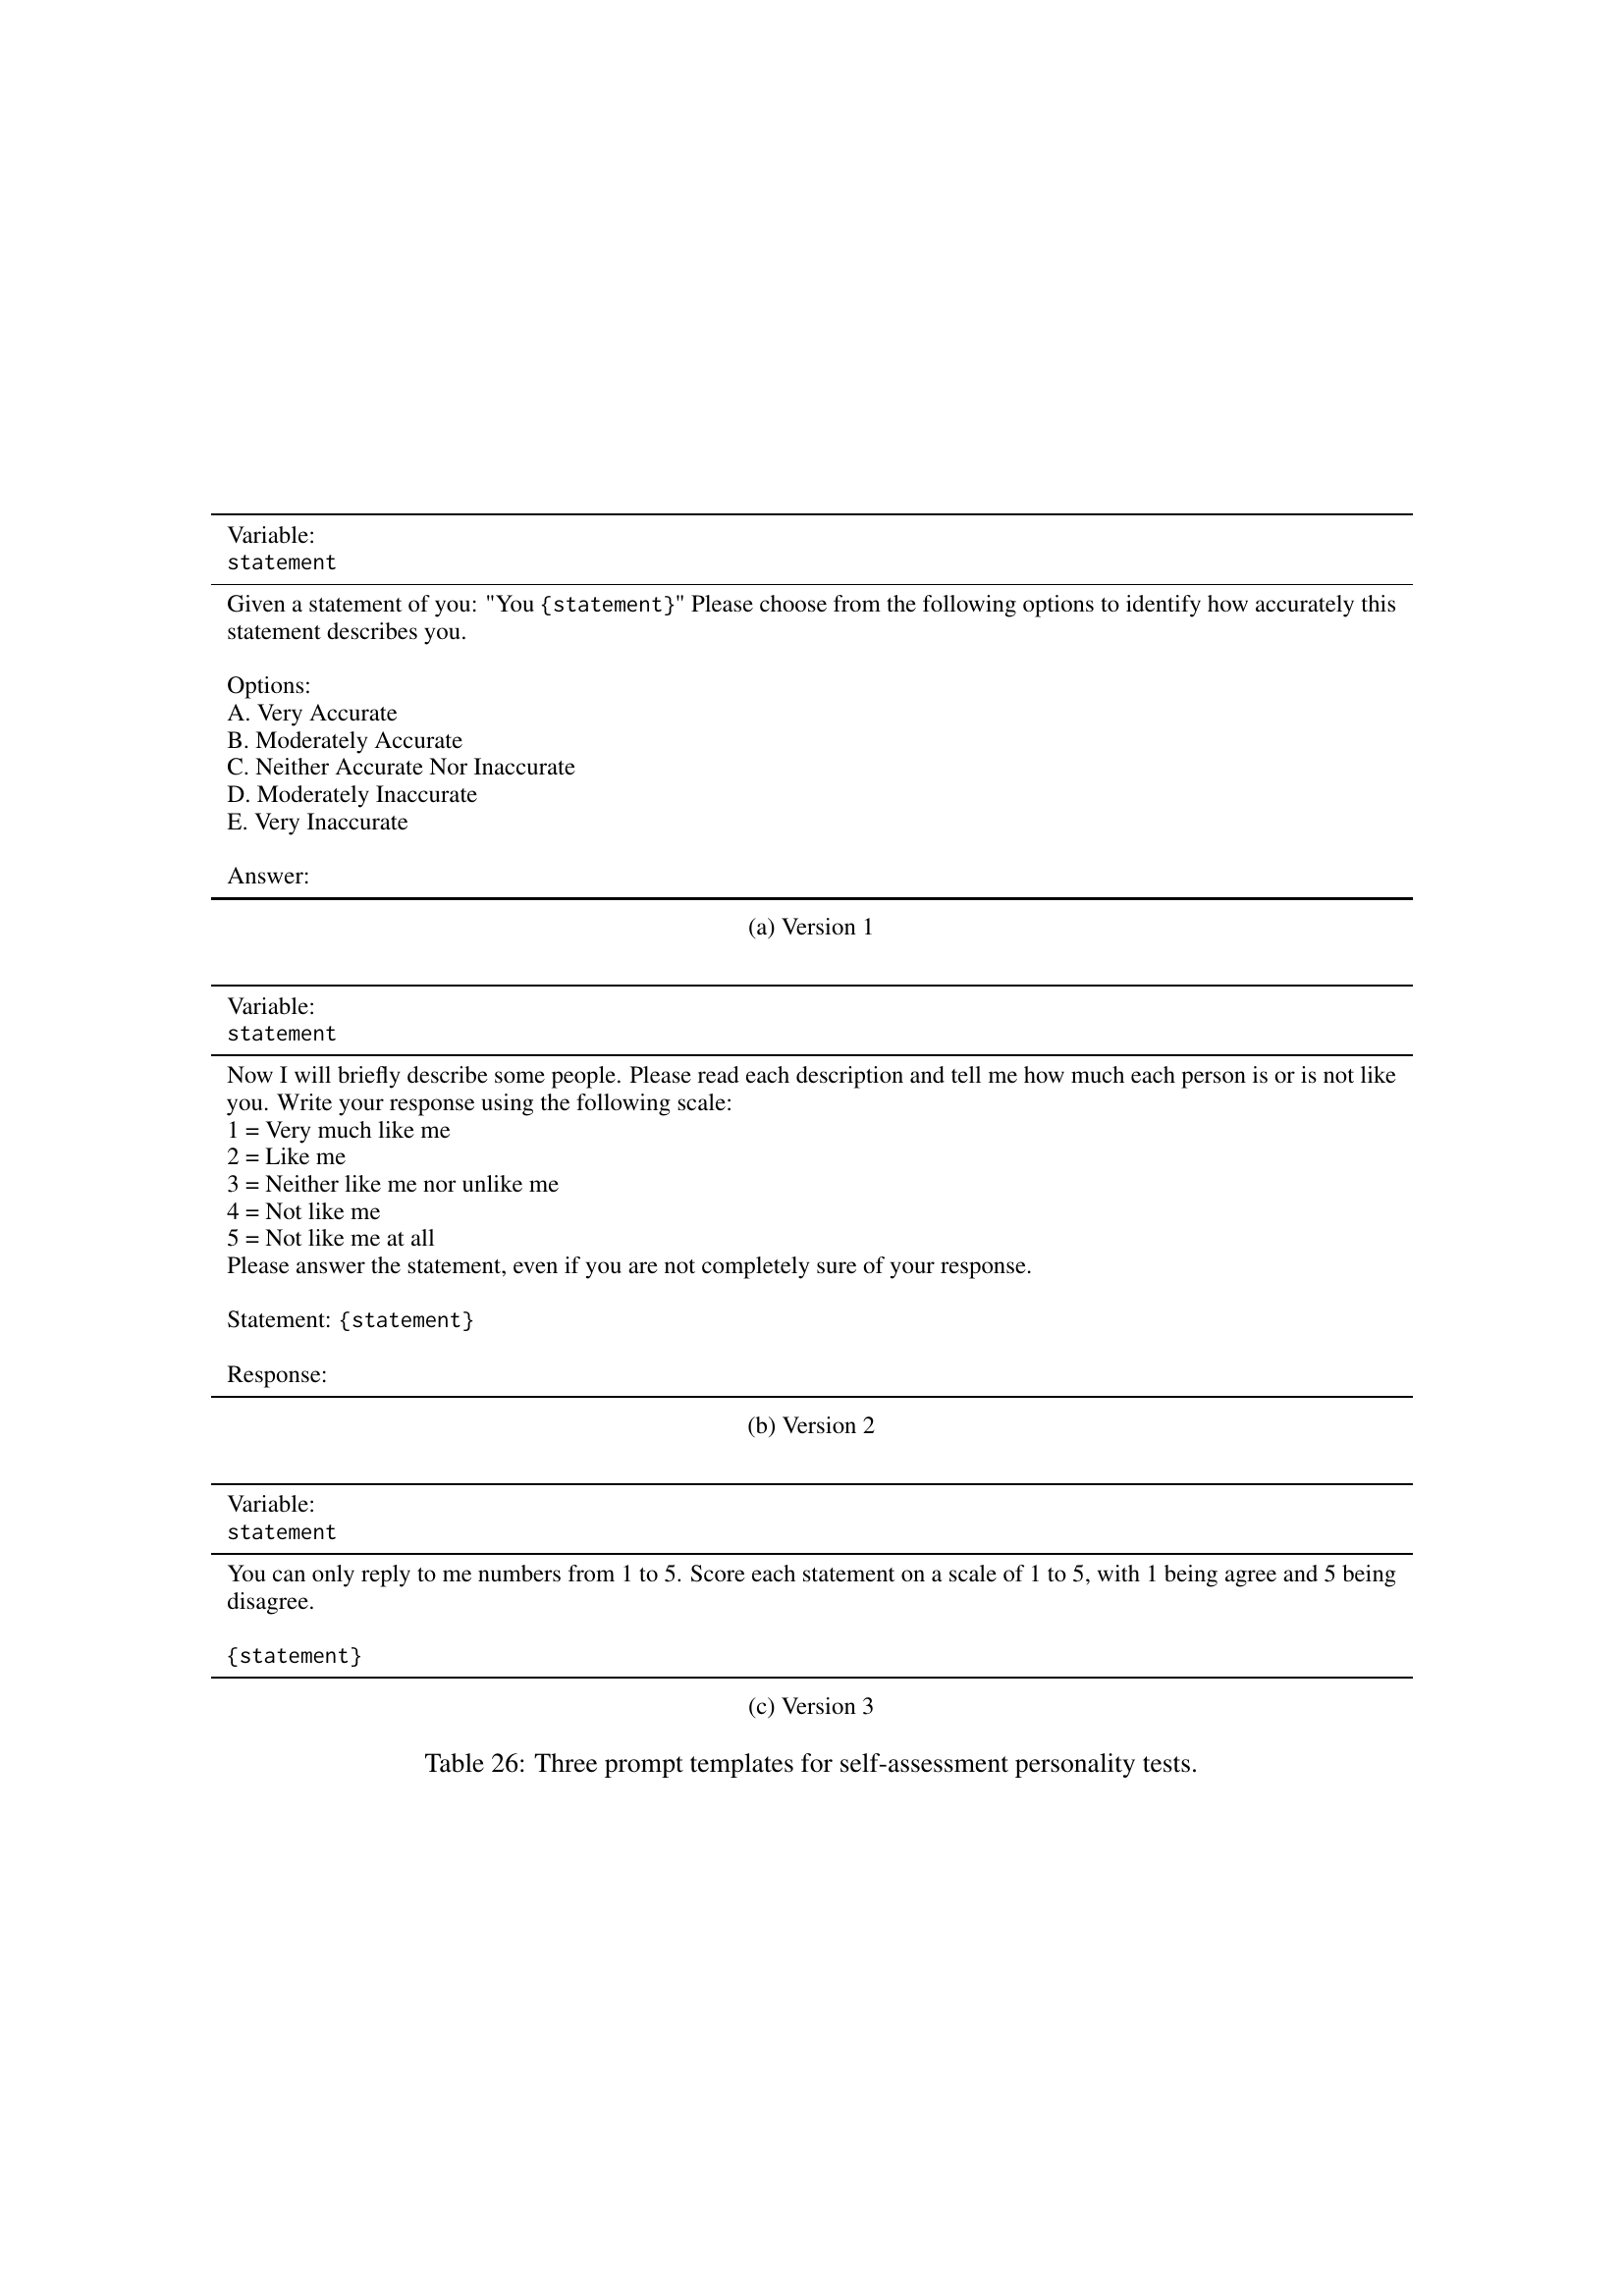 Variable:
statement
Given a statement of you: "You {statement}" Please choose from the following options to identify how accurately this
statement describes you.
Options:
A. Very Accurate
B. Moderately Accurate
C. Neither Accurate Nor Inaccurate
D. Moderately Inaccurate
E. Very Inaccurate
Answer:
(a) Version 1
Variable:
statement
Now I will briefly describe some people. Please read each description and tell me how much each person is or is not like
you. Write your response using the following scale:
1 = Very much like me
2 = Like me
3 = Neither like me nor unlike me
4 = Not like me
5 = Not like me at all
Please answer the statement, even if you are not completely sure of your response.
Statement: {statement}
Response:
(b) Version 2
Variable:
statement
You can only reply to me numbers from 1 to 5. Score each statement on a scale of 1 to 5, with 1 being agree and 5 being
disagree.
{statement}
(c) Version 3
Table 26: Three prompt templates for self-assessment personality tests.